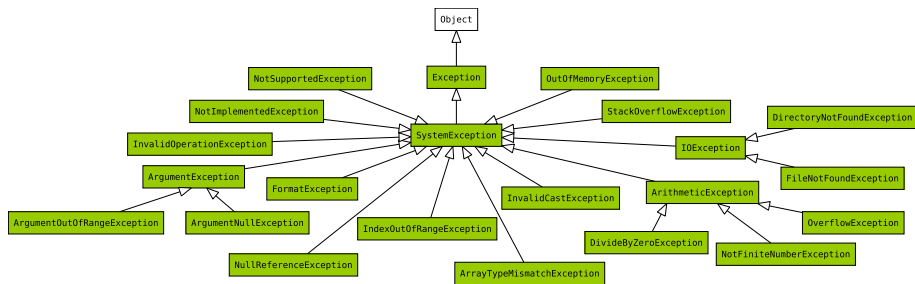 Object
Exception
NotSupportedException
OutOfMemoryException
NotImplementedException
StackOverflowException
DirectoryNotFoundException
SystemException
InvalidOperationException
IOException
ArgumentException
FileNotFoundException
FormatException
ArithmeticException
InvalidCastException
ArgumentOutOfRangeException
ArgumentNullException
IndexOutOfRangeException
OverflowException
DivideByZeroException
NotFiniteNumberException
NullReferenceException
ArrayTypeMismatchException